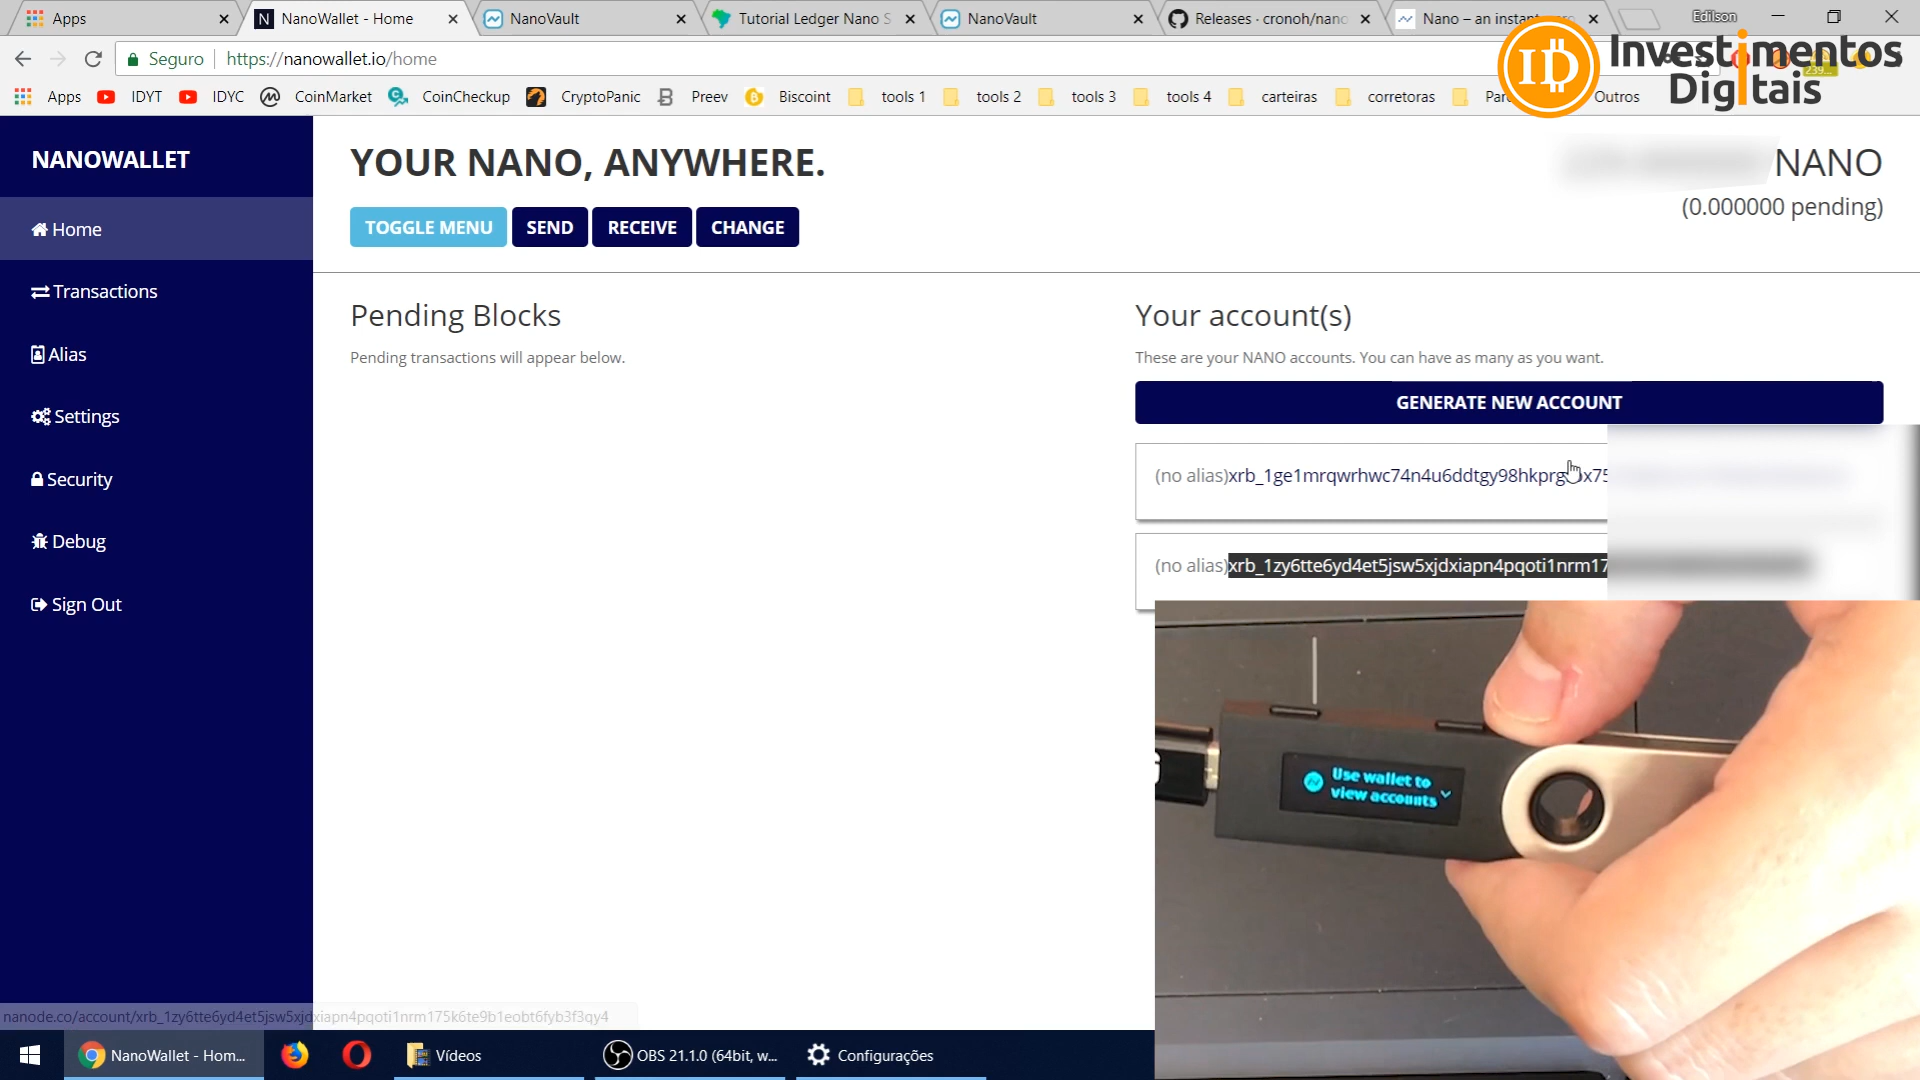 Apps
NanoWallet - Home
NanoVault
Tutorial Ledger Nano S
NanoVault
Releases · cronoh/nano
Nano – an instant
Edilson
Seguro
https://nanowallet.io/home
Investimentos
Digitais
Apps
IDYT
IDYC
CoinMarket
CoinCheckup
CryptoPanic
Preev
Biscoint
tools 1
tools 2
tools 3
tools 4
carteiras
corretoras
Outros
NANOWALLET
Home
Transactions
Alias
Settings
Security
Debug
Sign Out
YOUR NANO, ANYWHERE.
TOGGLE MENU
SEND
RECEIVE
CHANGE
NANO
(0.000000 pending)
Pending Blocks
Pending transactions will appear below.
Your account(s)
These are your NANO accounts. You can have as many as you want.
GENERATE NEW ACCOUNT
(no alias)
(no alias)xrb_1zy6tte6yd4et5jsw5xjdxiapn4pqoti1nrm17
Use wallet to
view accounts
nanode.co/account/xrb_1zy6tte6yd4et5jsw5xjdxiapn4pqoti1nrm175k6te9b1eobt6fyb3f3qy4
NanoWallet - Hom...
Vídeos
OBS 21.1.0 (64bit, w...
Configurações